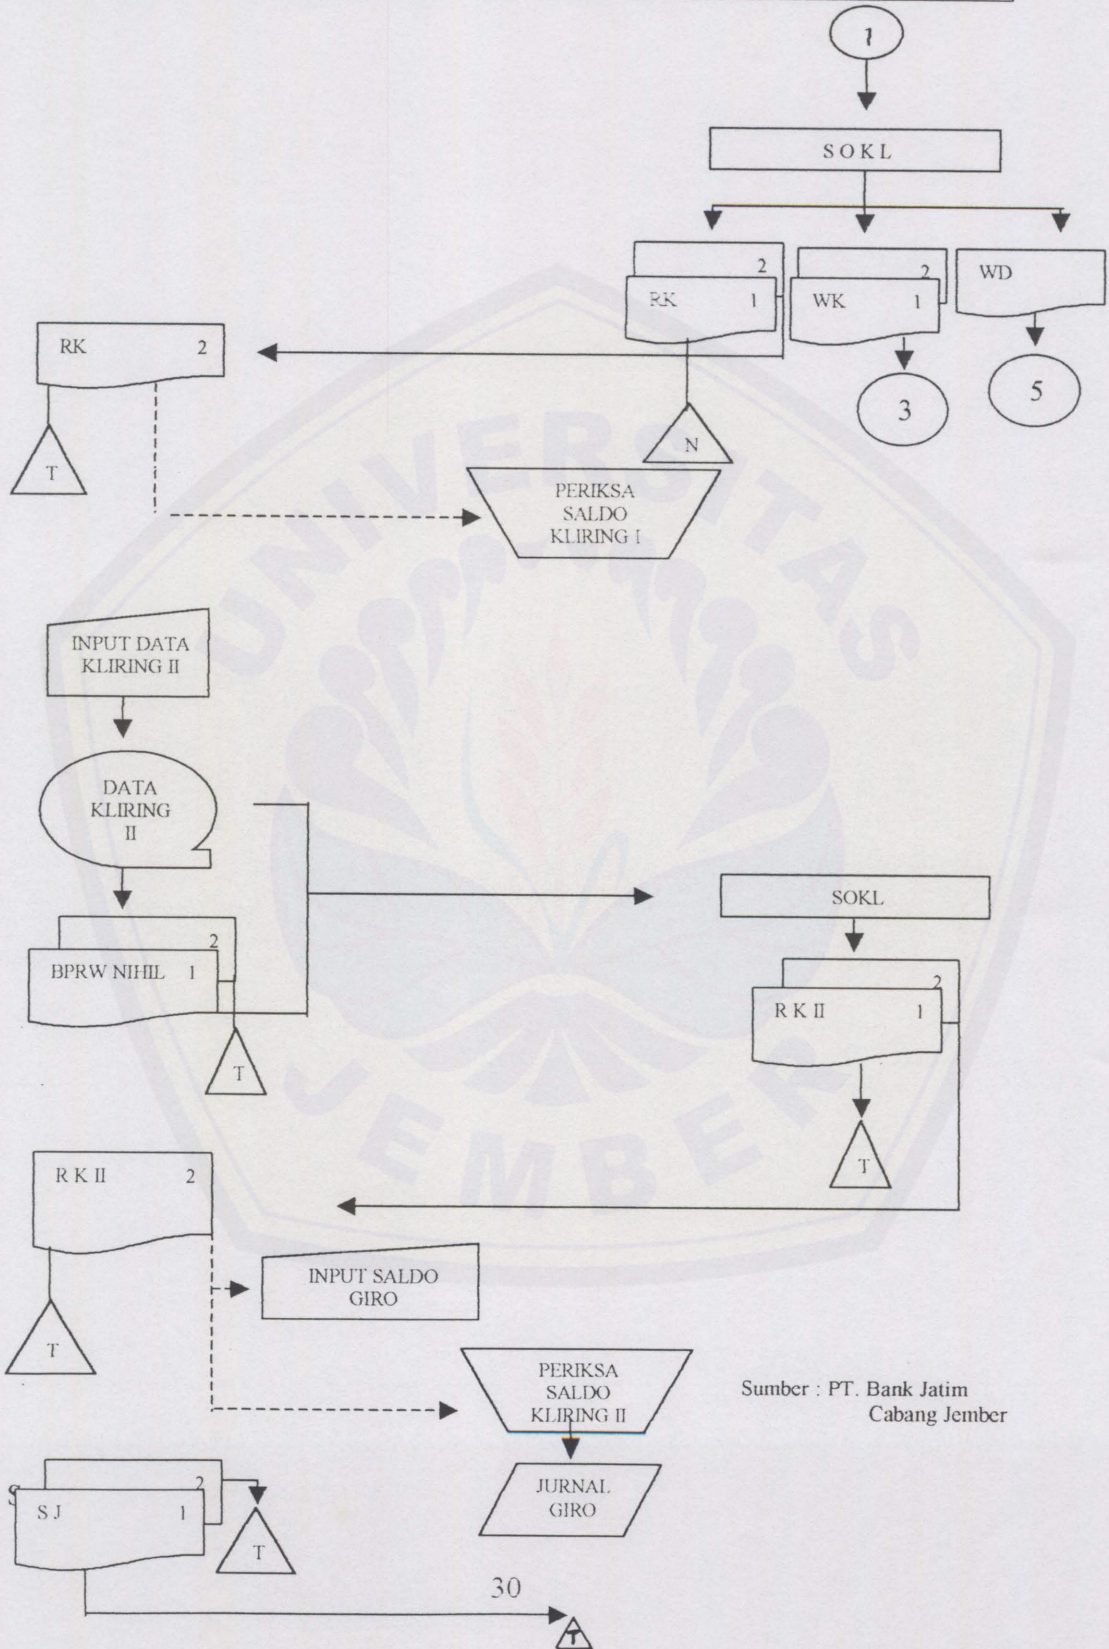 1
S O K L
2
RK 1
2
WK 1
WD
RK 2
3
5
T
N
PERIKSA
SALDO
KLIRING I
INPUT DATA
KLIRING II
DATA
KLIRING
II
SOKL
2
BPRW NIHIL 1
2
R K II 1
T
T
R K II 2
INPUT SALDO
GIRO
T
PERIKSA
SALDO
KLIRING II
Sumber : PT. Bank Jatim
Cabang Jember
JURNAL
GIRO
S
2
S J 1
T
30
T
UNIVERSITAS
JEMBER